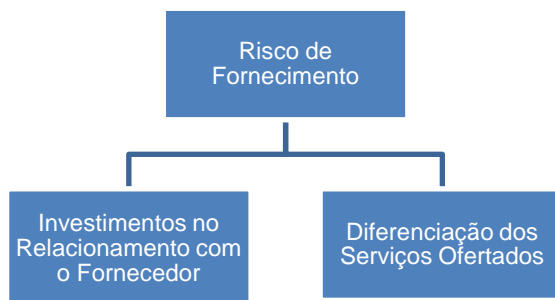 Risco de
Fornecimento
Investimentos no
Relacionamento com
o Fornecedor
Diferenciação dos
Serviços Ofertados